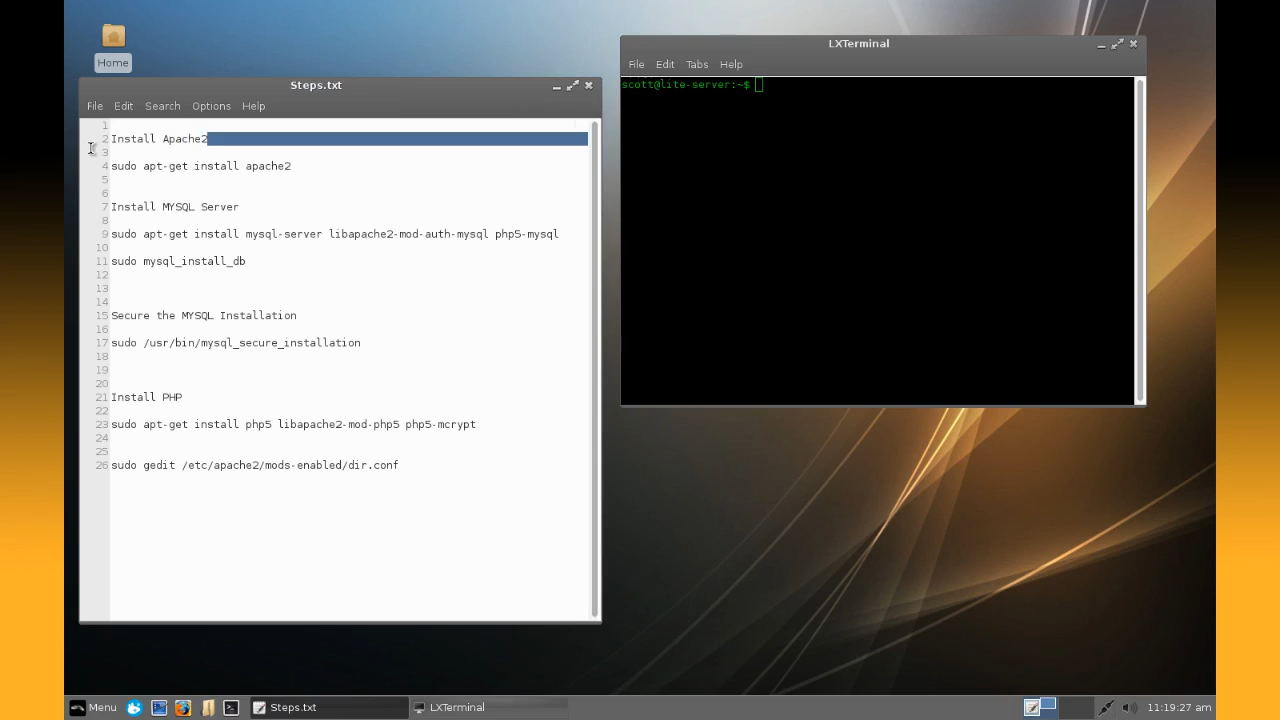 Home
Steps.txt
File Edit Search Options Help
1
2 Install Apache2
3
4 sudo apt-get install apache2
5
6
7 Install MYSQL Server
8
9 sudo apt-get install mysql-server libapache2-mod-auth-mysql php5-mysql
10
11 sudo mysql_install_db
12
13
14
15 Secure the MYSQL Installation
16
17 sudo /usr/bin/mysql_secure_installation
18
19
20
21 Install PHP
22
23 sudo apt-get install php5 libapache2-mod-php5 php5-mcrypt
24
25
26 sudo gedit /etc/apache2/mods-enabled/dir.conf
LXTerminal
File Edit Tabs Help
scott@lite-server:~$
Menu Steps.txt LXTerminal 11:19:27 am